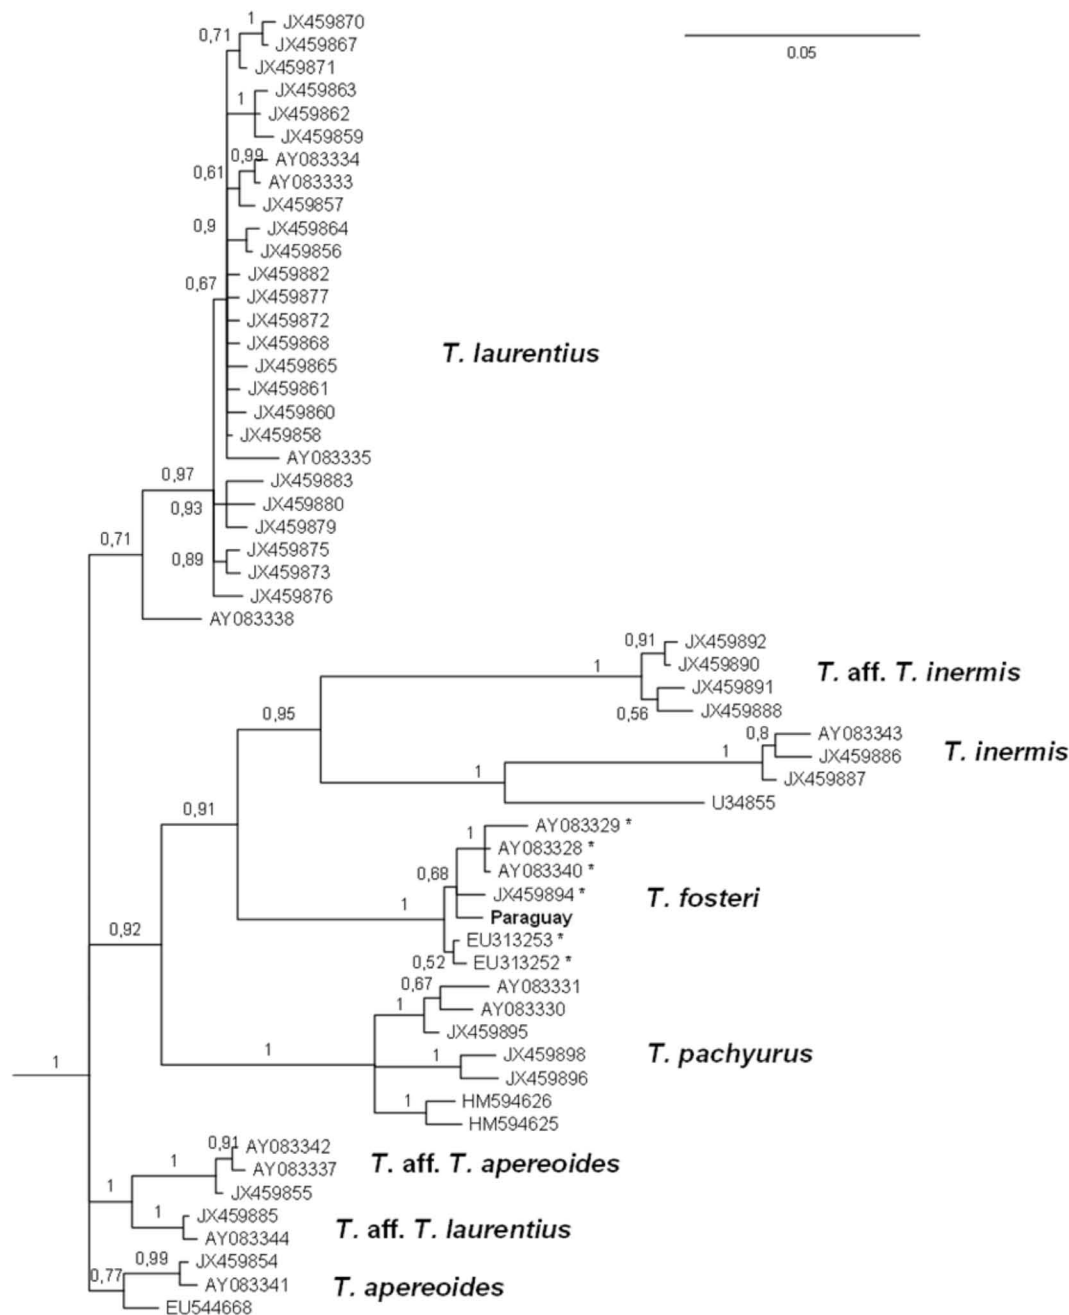 1
JX459870
0,71
JX459867
0.05
JX459871
JX459863
1
JX459862
JX459859
0,99
AY083334
0,61
AY083333
JX459857
0,9
JX459864
JX459856
JX459882
0,67
JX459877
JX459872
JX459868
T. laurentius
JX459865
JX459861
JX459860
JX459858
AY083335
0,97
JX459883
0,93
JX459880
JX459879
0,71
JX459875
0,89
JX459873
JX459876
AY083338
0,91
JX459892
1
JX459890
T. aff. T. inermis
JX459891
0,56
JX459888
0,95
0,8
AY083343
1
JX459886
T. inermis
1
JX459887
U34855
0,91
AY083329 *
1
AY083328 *
0,68
AY083340 *
JX459894 *
T. fosteri
1
Paraguay
0,92
EU313253 *
0,52
EU313252 *
0,67
AY083331
1
AY083330
JX459895
T. pachyurus
1
1
JX459898
1
JX459896
1
HM594626
HM594625
0,91
AY083342
1
AY083337
T. aff. T. apereoides
1
JX459855
1
JX459885
T. aff. T. laurentius
AY083344
0,99
JX459854
0,77
AY083341
T. apereoides
EU544668